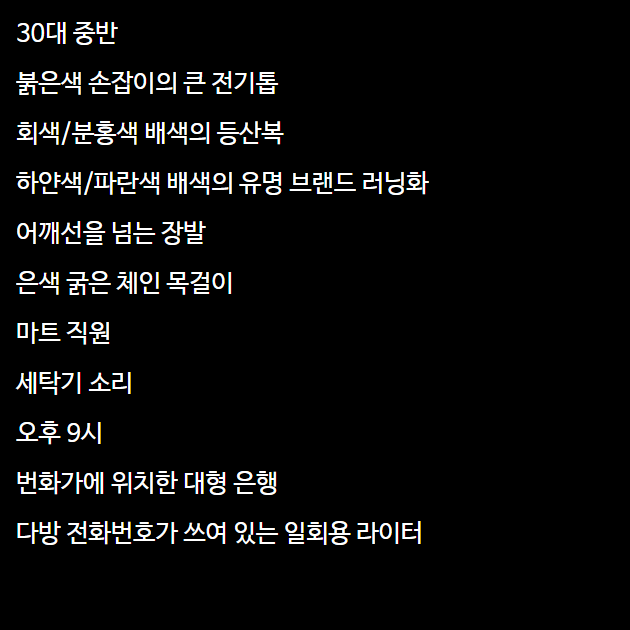 30대 중반
붉은색 손잡이의 큰 전기톱
회색/분홍색 배색의 등산복
하얀색/파란색 배색의 유명 브랜드 러닝화
어깨선을 넘는 장발
은색 굵은 체인 목걸이
마트 직원
세탁기 소리
오후 9시
번화가에 위치한 대형 은행
다방 전화번호가 쓰여 있는 일회용 라이터